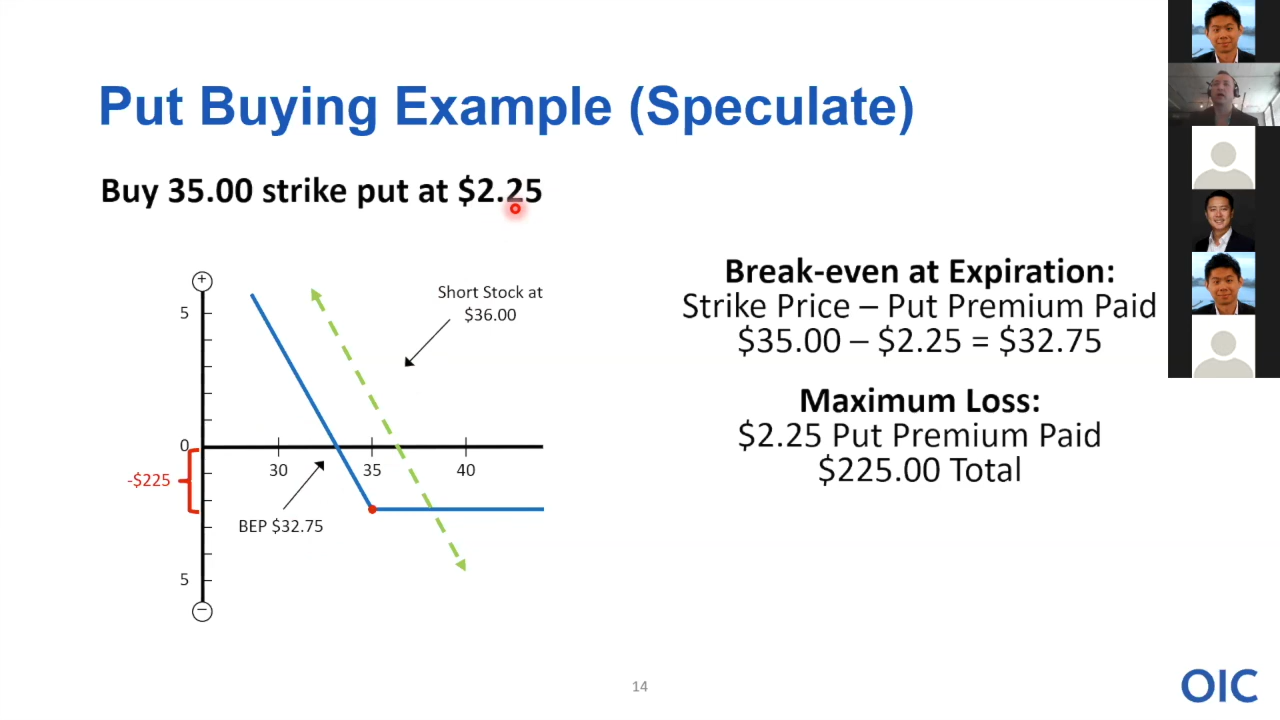 Put Buying Example (Speculate)
Buy 35.00 strike put at $2.25
+
5
Short Stock at
$36.00
0
30
35
40
-$225
BEP $32.75
5
−
Break-even at Expiration:
Strike Price – Put Premium Paid
$35.00 – $2.25 = $32.75
Maximum Loss:
$2.25 Put Premium Paid
$225.00 Total
14
OIC